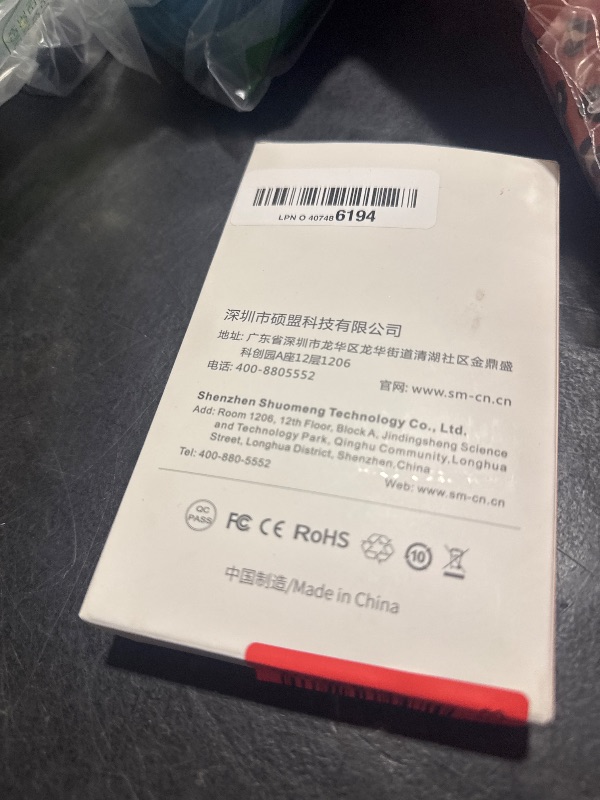 LPN O 40748 6194
深圳市硕盟科技有限公司
地址: 广东省深圳市龙华区龙华街道清湖社区金鼎盛
科创园A座12层1206
电话: 400-8805552
官网: www.sm-cn.cn
Shenzhen Shuomeng Technology Co., Ltd.
Add: Room 1206, 12th Floor, Block A, Jindingsheng Science
and Technology Park, Qinghu Community, Longhua
Street, Longhua District, Shenzhen, China
Tel: 400-880-5552
Web: www.sm-cn.cn
QC
PASS
FC CE RoHS
10
中国制造/Made in China